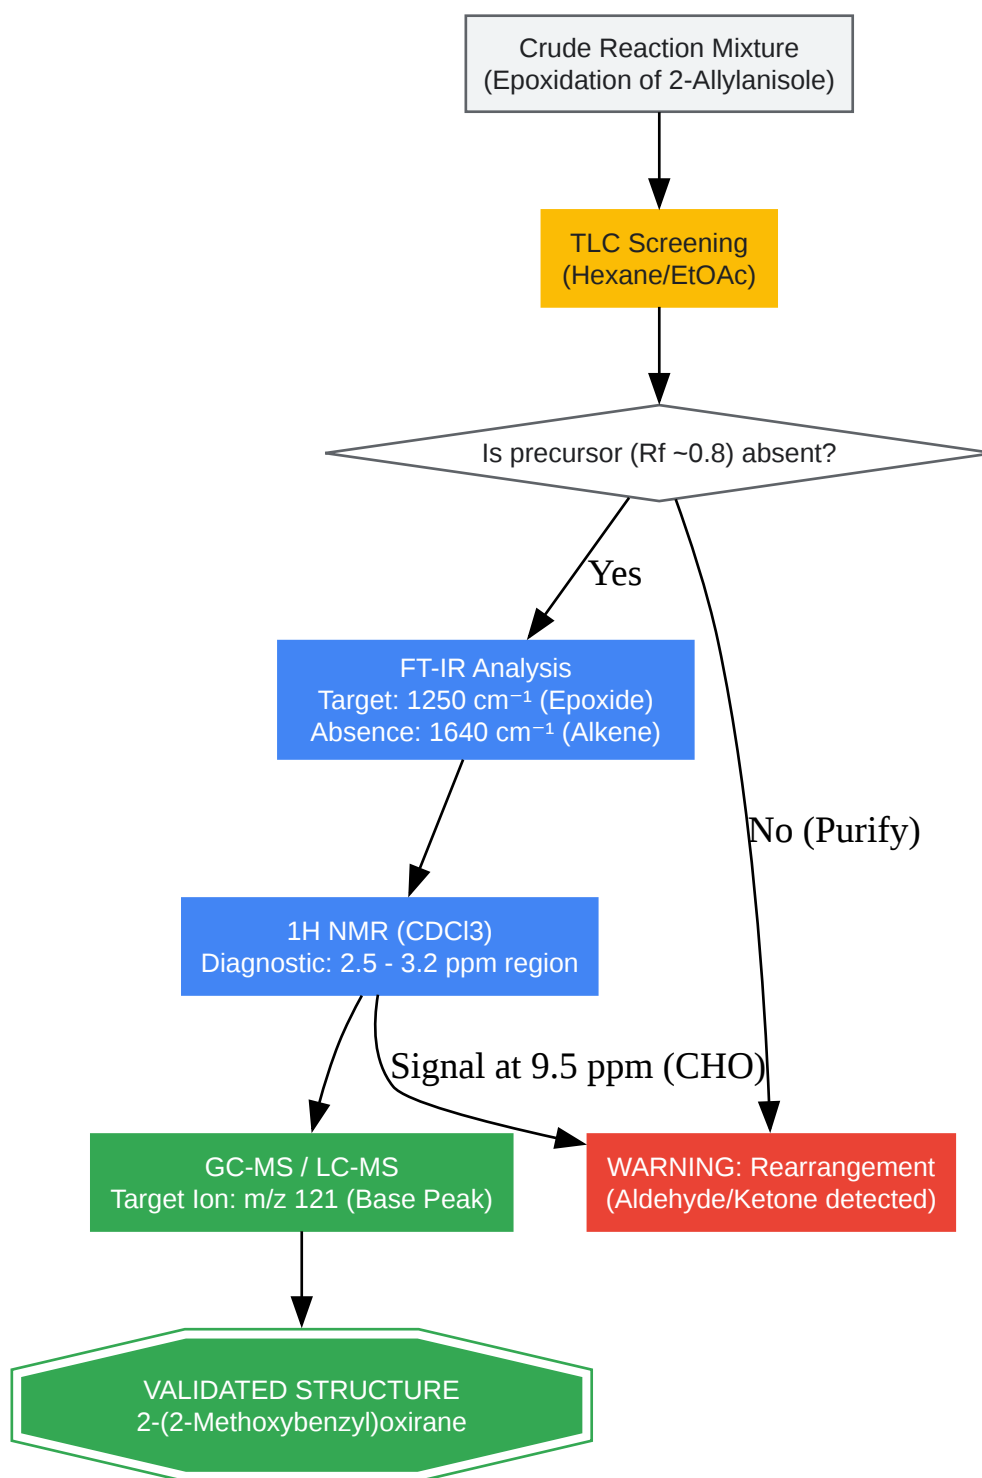 Crude Reaction Mixture
(Epoxidation of 2-Allylanisole)
TLC Screening
(Hexane/EtOAc)
Is precursor (Rf ~0.8) absent?
Yes
FT-IR Analysis
Target: 1250 cm⁻¹ (Epoxide)
Absence: 1640 cm⁻¹ (Alkene)
No (Purify)
1H NMR (CDCl3)
Diagnostic: 2.5 - 3.2 ppm region
Signal at 9.5 ppm (CHO)
GC-MS / LC-MS
Target Ion: m/z 121 (Base Peak)
WARNING: Rearrangement
(Aldehyde/Ketone detected)
VALIDATED STRUCTURE
2-(2-Methoxybenzyl)oxirane